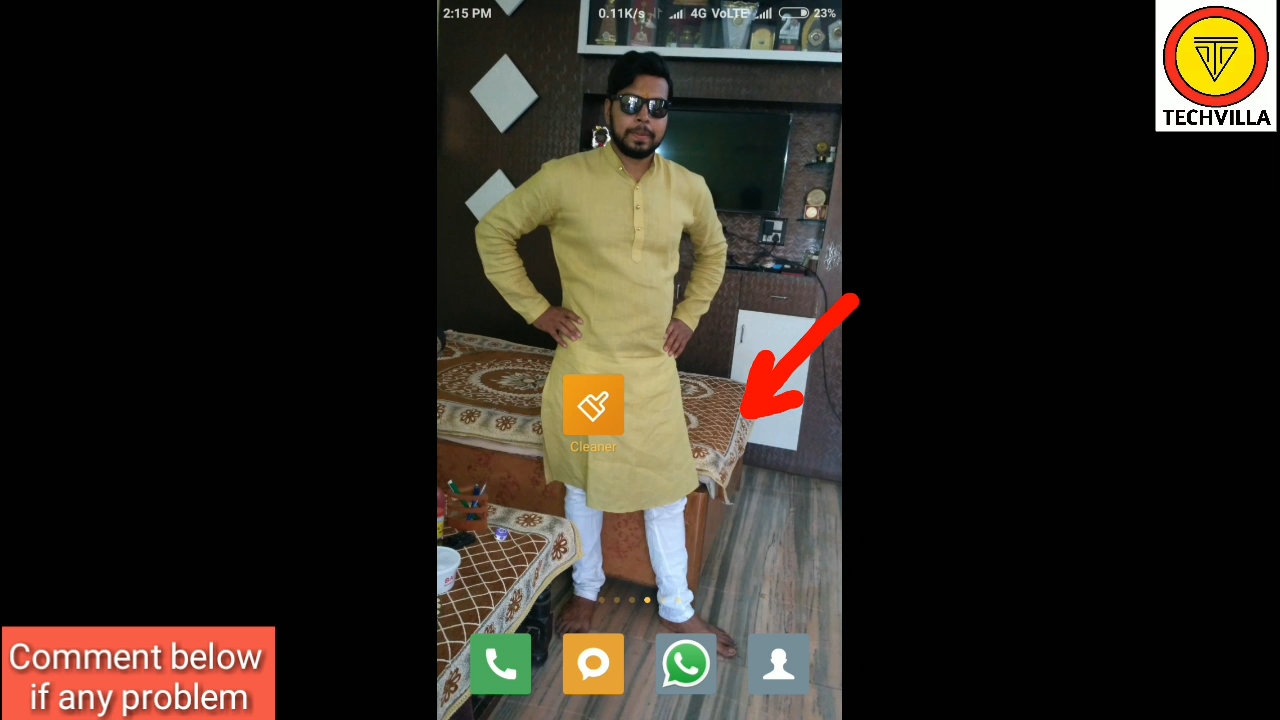 2:15 PM
0.11K/s
4G VoLTE
23%
TECHVILLA
Cleaner
Comment below
if any problem